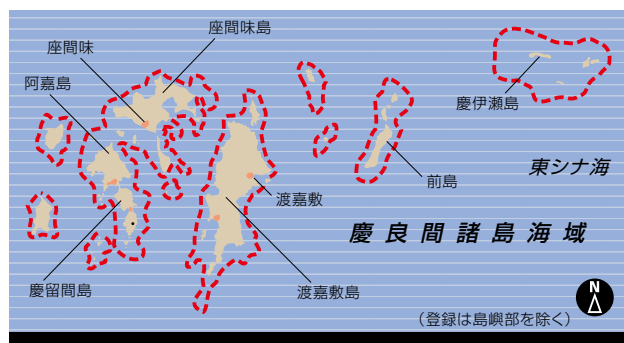 座間味島
座間味
阿嘉島
慶伊瀬島
東シナ海
前島
渡嘉敷
慶良間諸島海域
慶留間島
渡嘉敷島
N
（登録は島嶼部を除く）